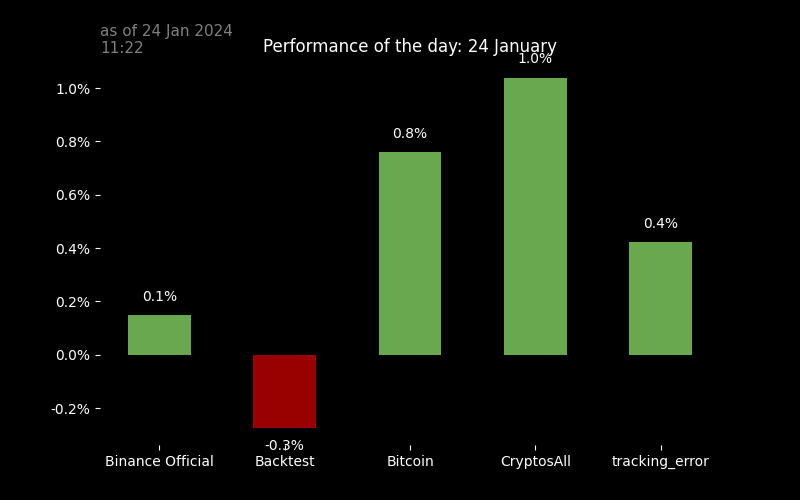 as of 24 Jan 2024
11:22
Performance of the day: 24 January
1.0%
1.0%
0.8%
0.8%
0.6%
0.4%
0.4%
0.2%
0.1%
0.0%
-0.2%
-0.3%
Binance Official
Backtest
Bitcoin
CryptosAll
tracking_error